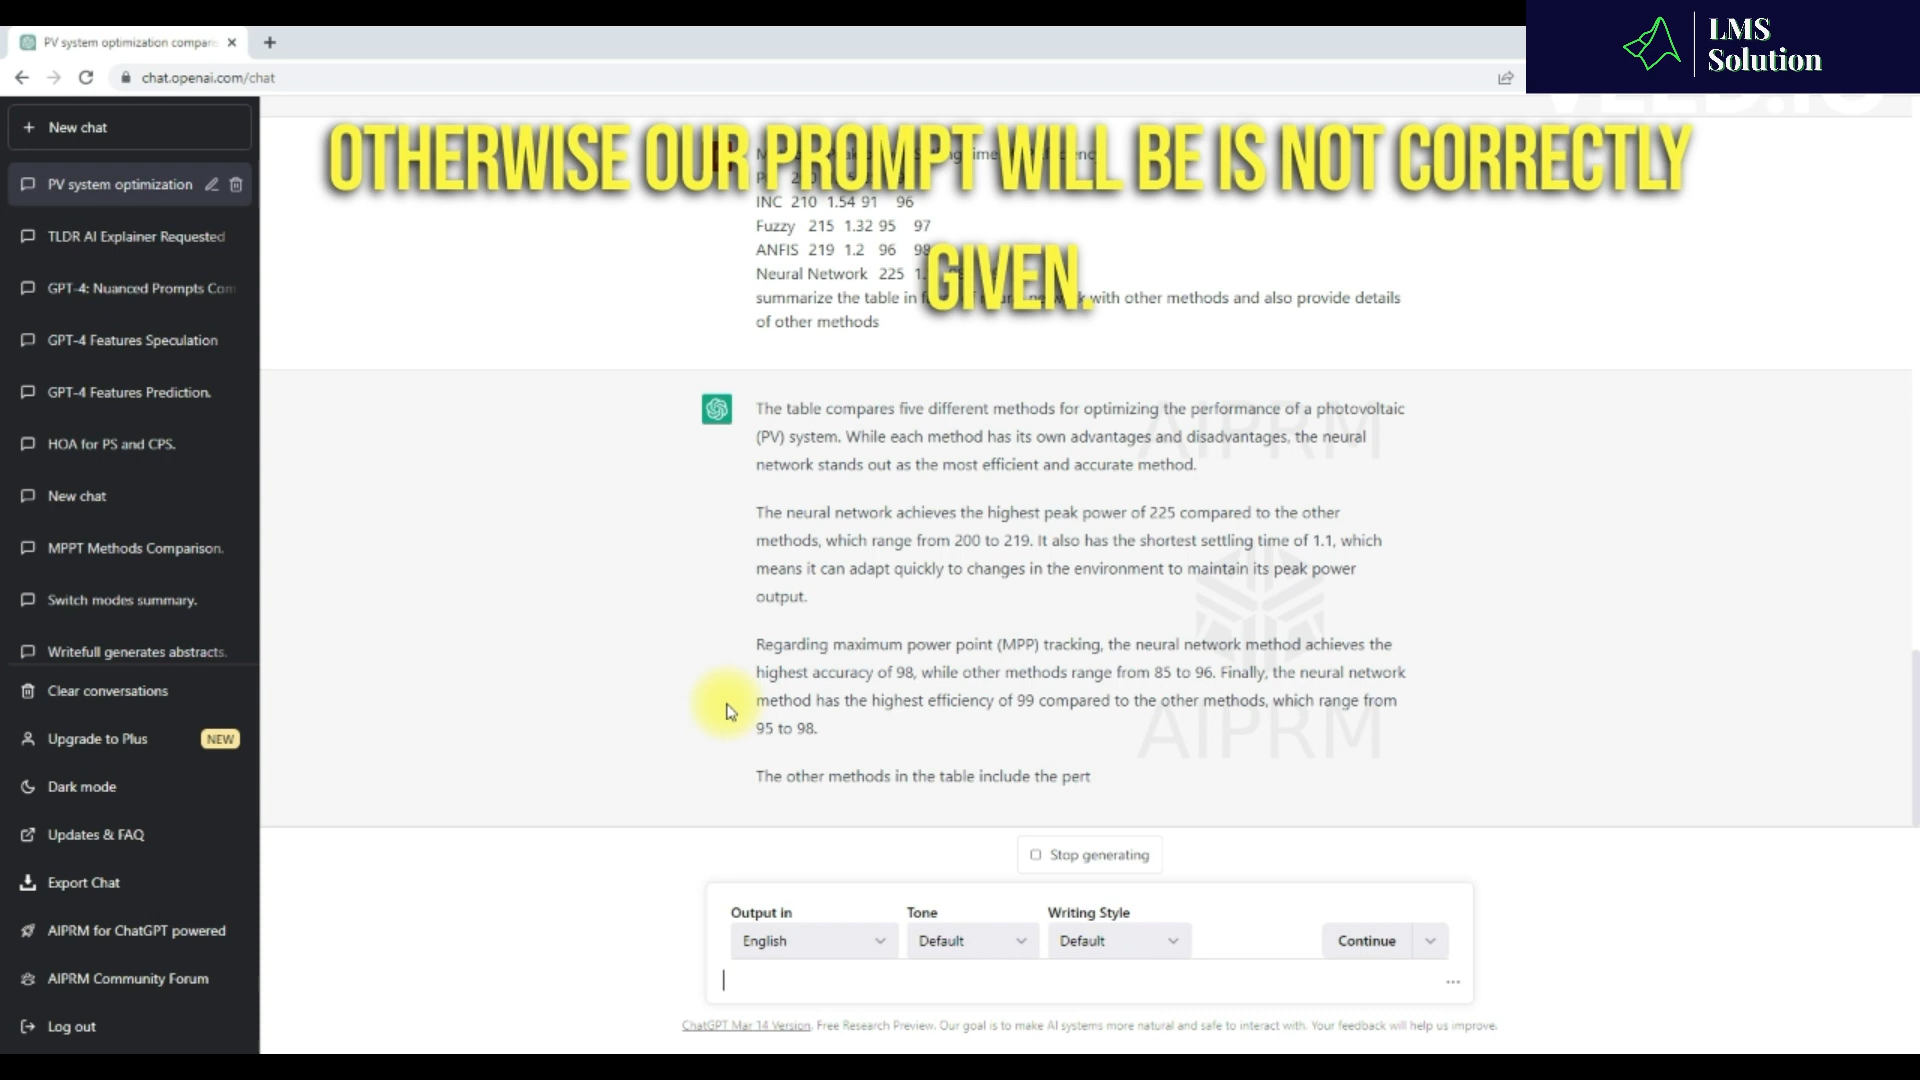 PV system optimization compari
chat.openai.com/chat
LMS
Solution
New chat
PV system optimization
TLDR AI Explainer Requested
GPT-4: Nuanced Prompts Com
GPT-4 Features Speculation
GPT-4 Features Prediction.
HOA for PS and CPS.
New chat
MPPT Methods Comparison.
Switch modes summary.
Writefull generates abstracts.
Clear conversations
Upgrade to Plus NEW
Dark mode
Updates & FAQ
Export Chat
AIPRM for ChatGPT powered
AIPRM Community Forum
Log out
OTHERWISE OUR PROMPT WILL BE IS NOT CORRECTLY
GIVEN.
INC 210 1.54 91 96
Fuzzy 215 1.32 95 97
ANFIS 219 1.2 96 98
Neural Network 225
summarize the table in with other methods and also provide details
of other methods
The table compares five different methods for optimizing the performance of a photovoltaic
(PV) system. While each method has its own advantages and disadvantages, the neural
network stands out as the most efficient and accurate method.
The neural network achieves the highest peak power of 225 compared to the other
methods, which range from 200 to 219. It also has the shortest settling time of 1.1, which
means it can adapt quickly to changes in the environment to maintain its peak power
output.
Regarding maximum power point (MPP) tracking, the neural network method achieves the
highest accuracy of 98, while other methods range from 85 to 96. Finally, the neural network
method has the highest efficiency of 99 compared to the other methods, which range from
95 to 98.
The other methods in the table include the pert
AIPRM
AIPRM
Stop generating
Output in Tone Writing Style
English Default Default Continue
ChatGPT Mar 14 Version. Free Research Preview. Our goal is to make AI systems more natural and safe to interact with. Your feedback will help us improve.